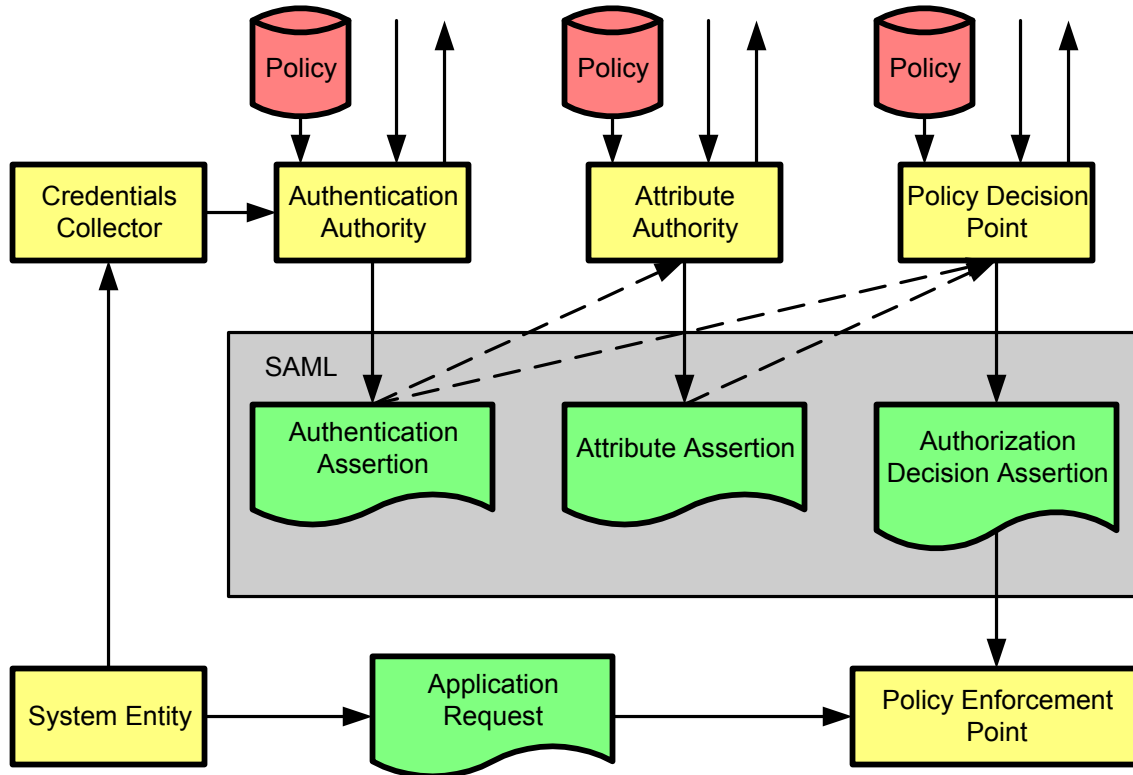 Policy
Policy
Policy
Credentials
Collector
Authentication
Authority
Attribute
Authority
Policy Decision
Point
SAML
Authentication
Assertion
Attribute Assertion
Authorization
Decision Assertion
System Entity
Application
Request
Policy Enforcement
Point